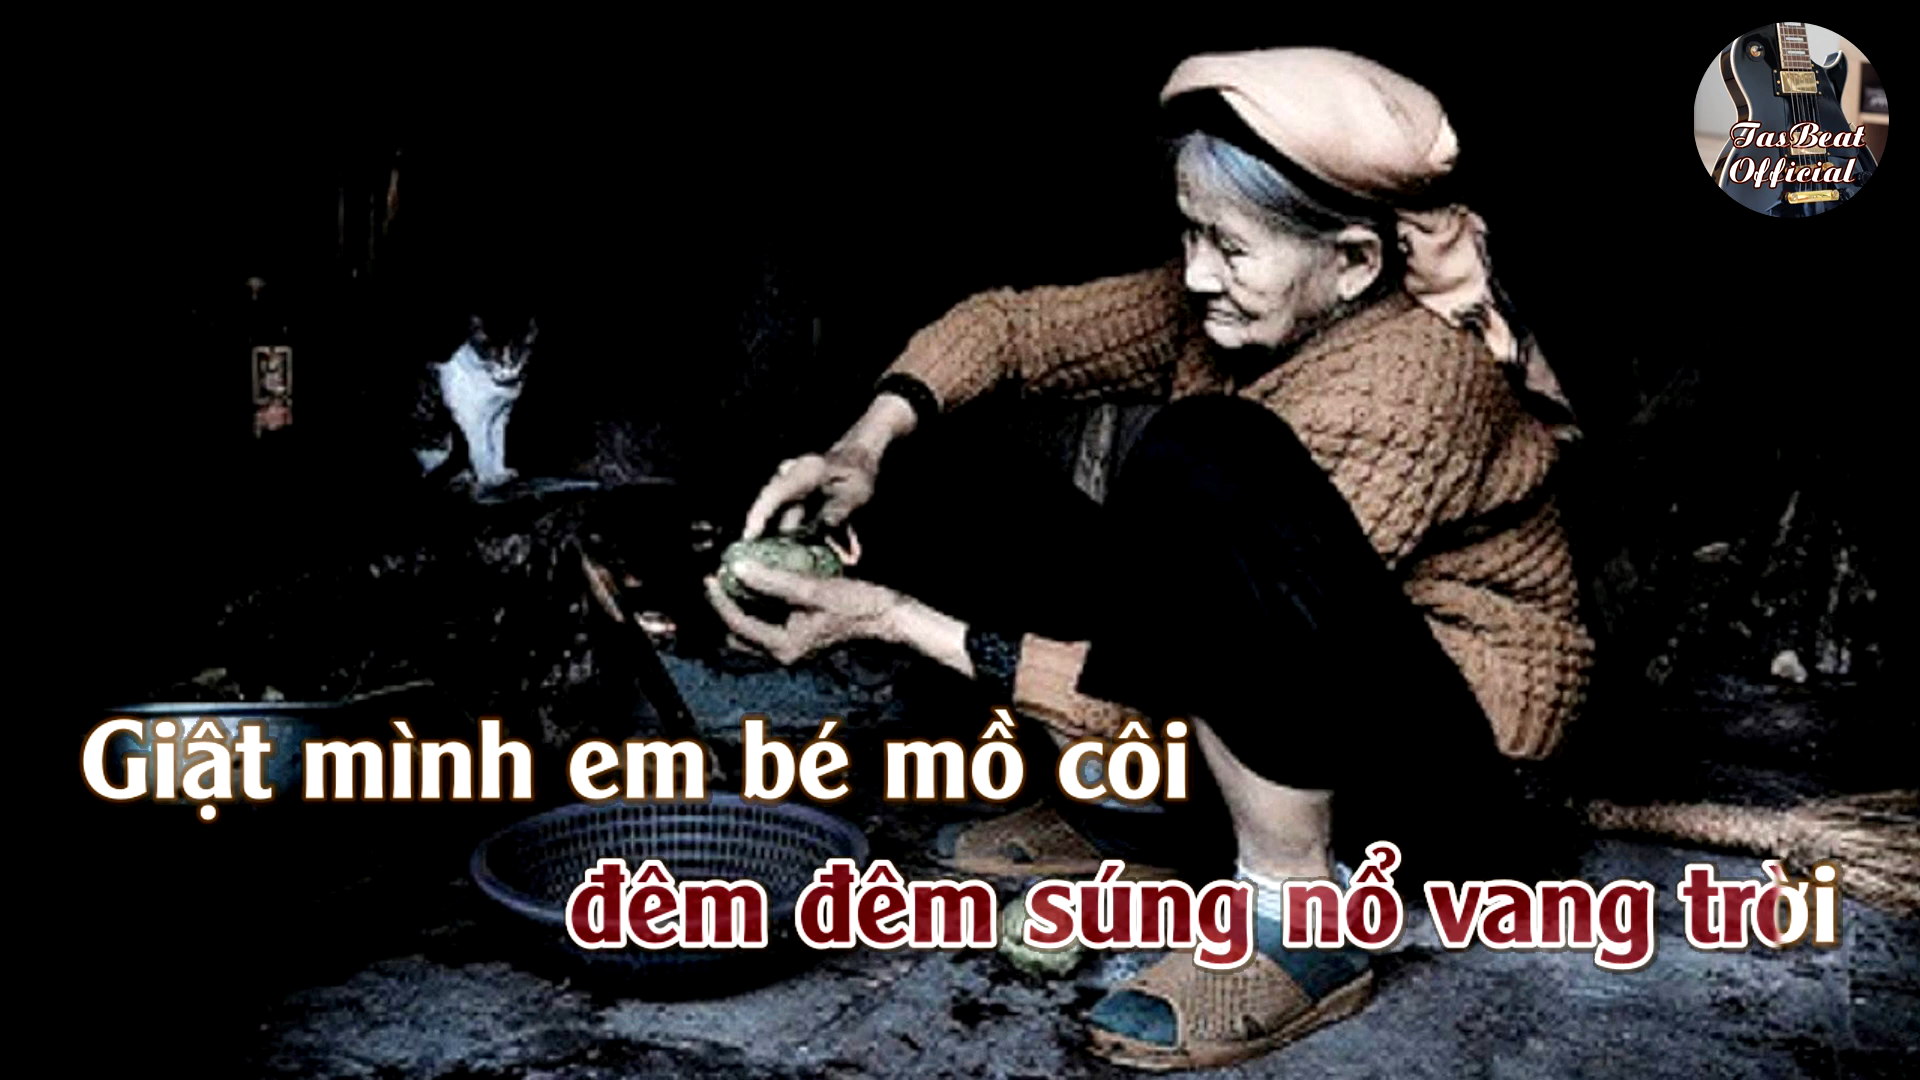 TasBeat
Official
Giật mình em bé mồ côi
đêm đêm súng nổ vang trời